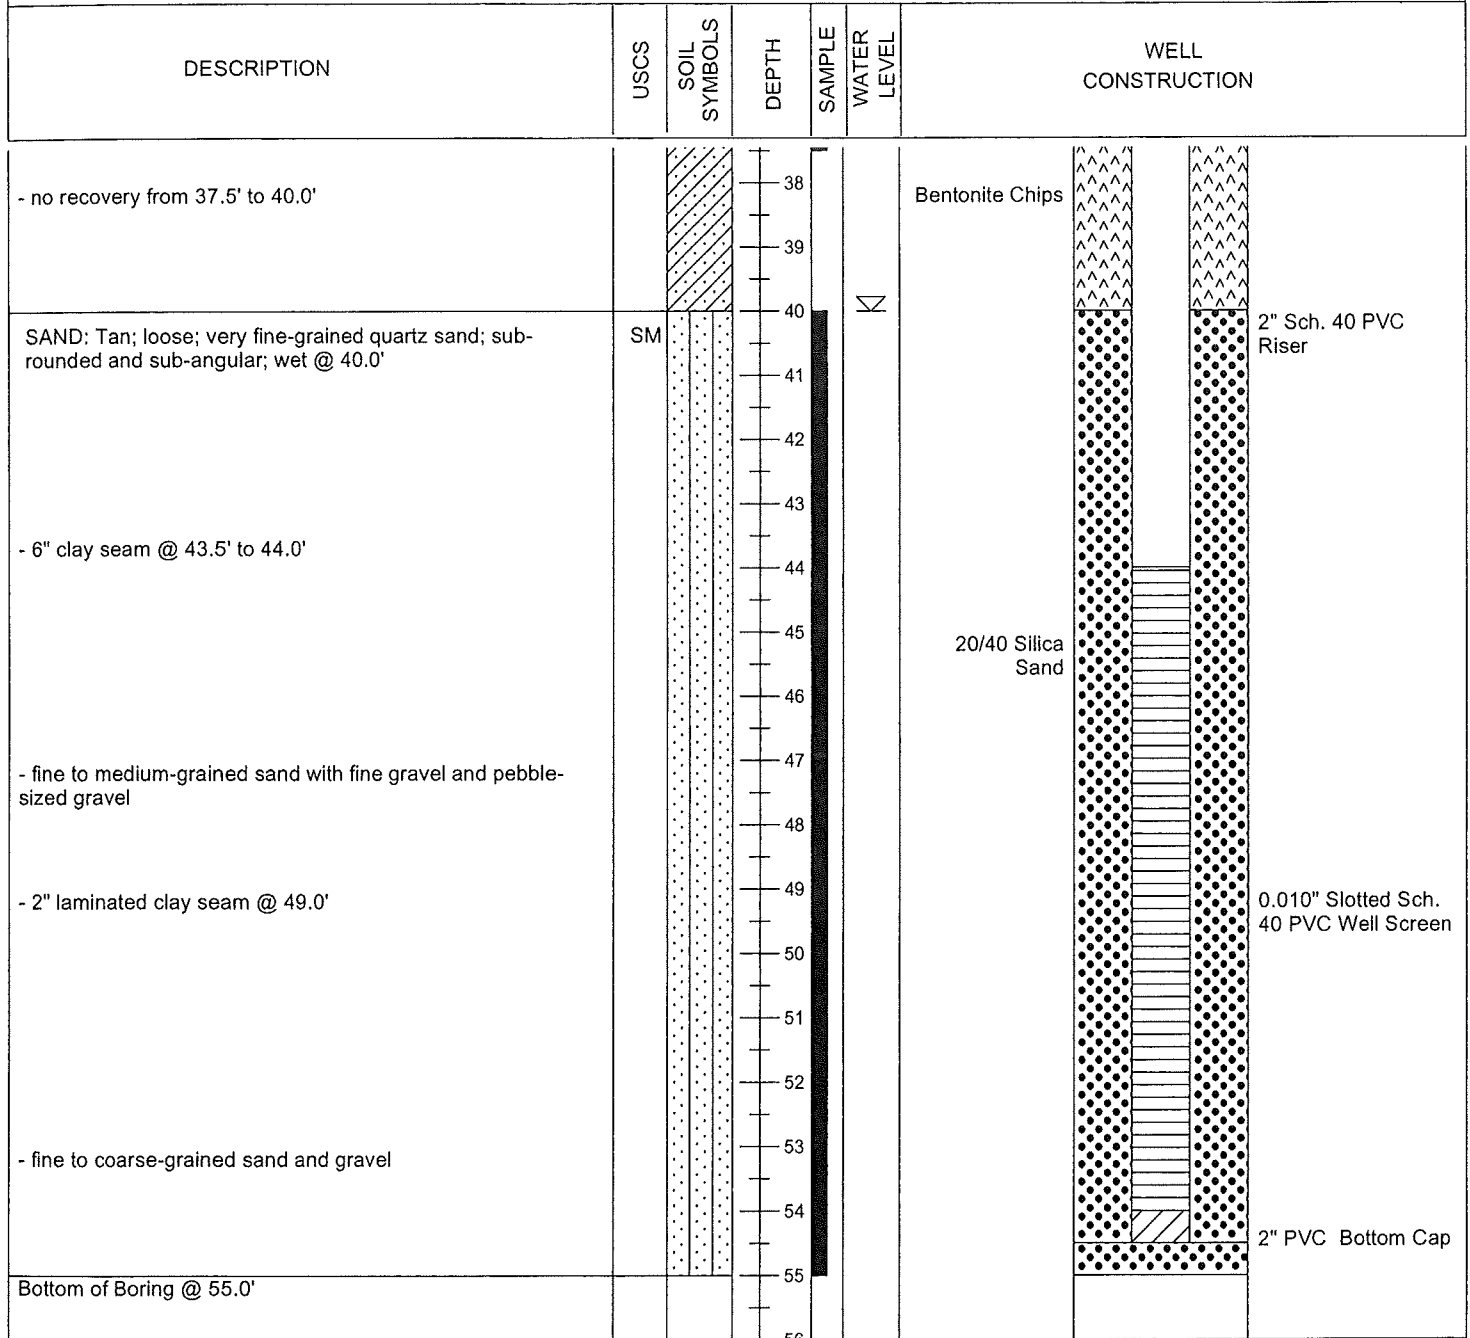 DESCRIPTION
USCS
SOIL
SYMBOLS
DEPTH
SAMPLE
WATER
LEVEL
WELL
CONSTRUCTION
38
- no recovery from 37.5' to 40.0'
Bentonite Chips
39
40
SAND: Tan; loose; very fine-grained quartz sand; sub-
rounded and sub-angular; wet @ 40.0'
SM
2" Sch. 40 PVC
Riser
41
42
43
- 6" clay seam @ 43.5' to 44.0'
44
45
20/40 Silica
Sand
46
47
- fine to medium-grained sand with fine gravel and pebble-
sized gravel
48
49
- 2" laminated clay seam @ 49.0'
0.010" Slotted Sch.
40 PVC Well Screen
50
51
52
53
- fine to coarse-grained sand and gravel
54
2" PVC Bottom Cap
55
Bottom of Boring @ 55.0'
56